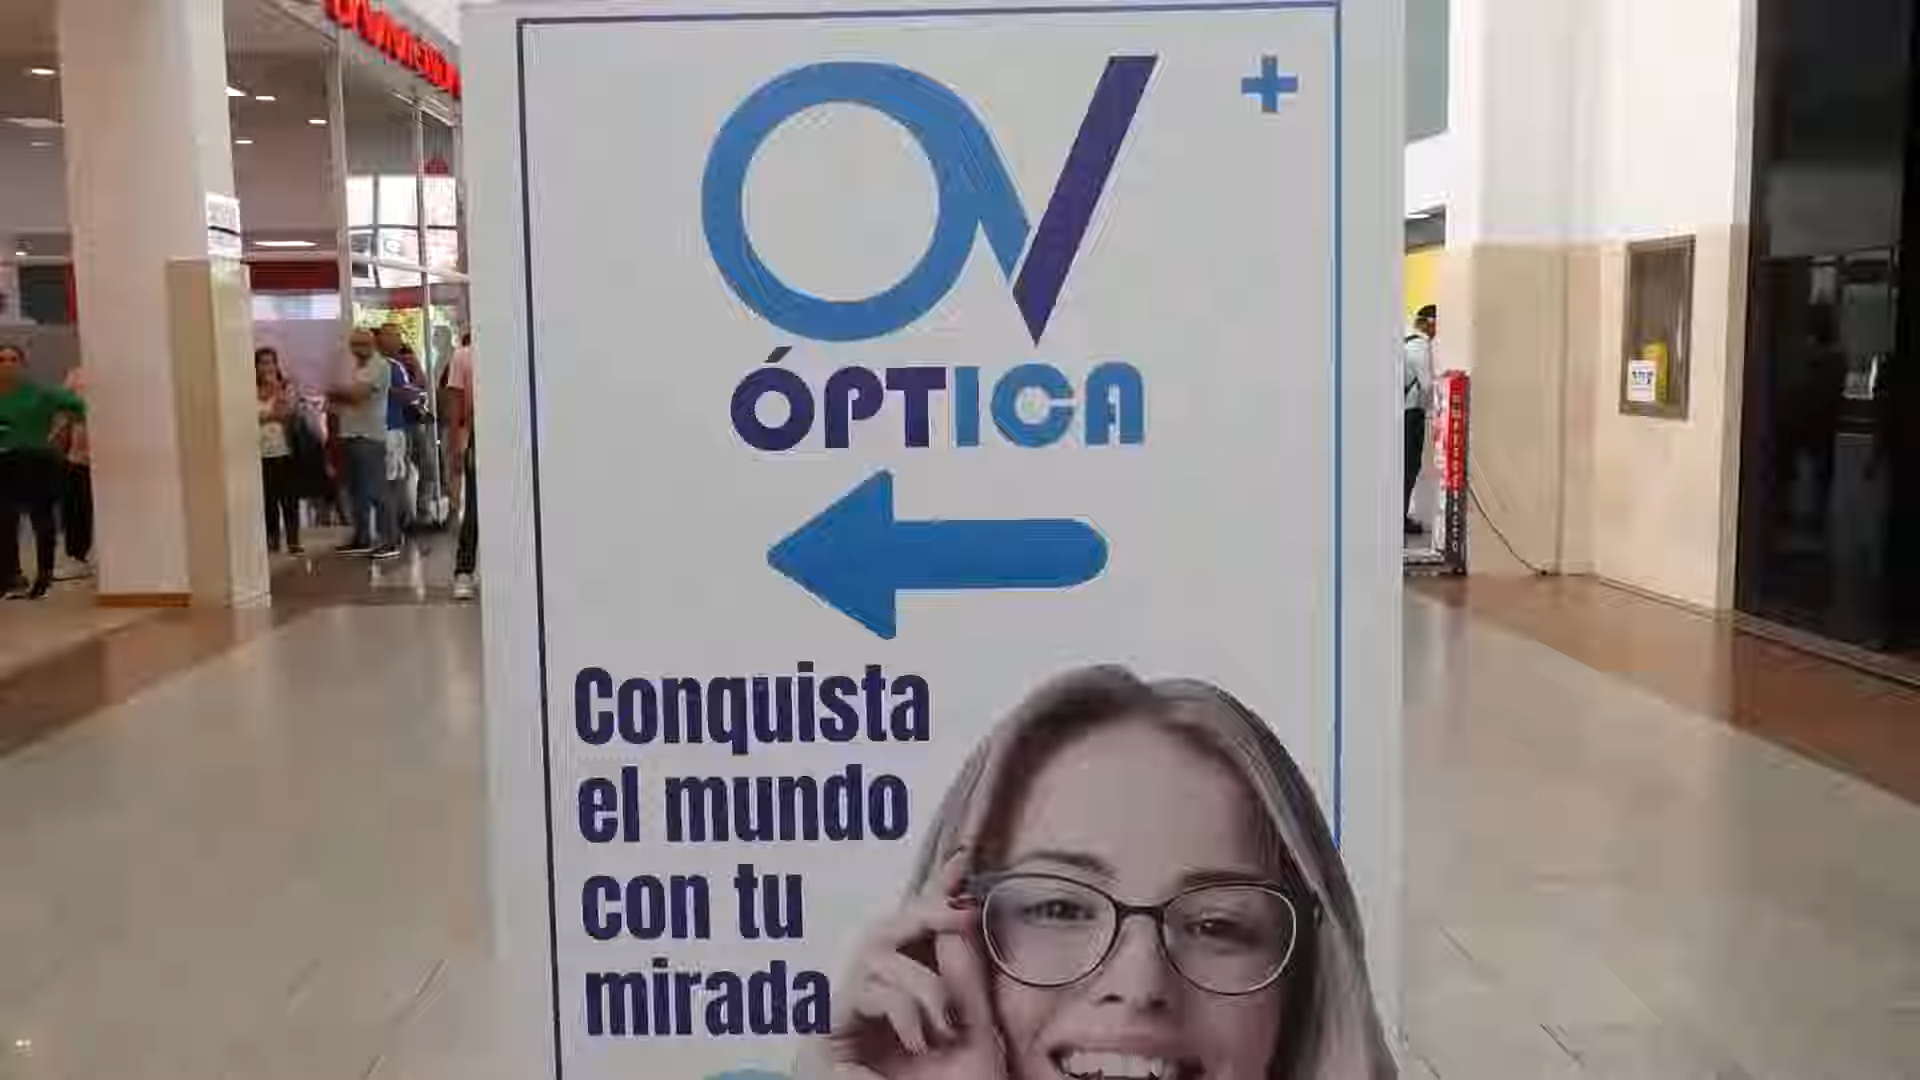 OV
ÓPTICA
Conquista
el mundo
con tu
mirada